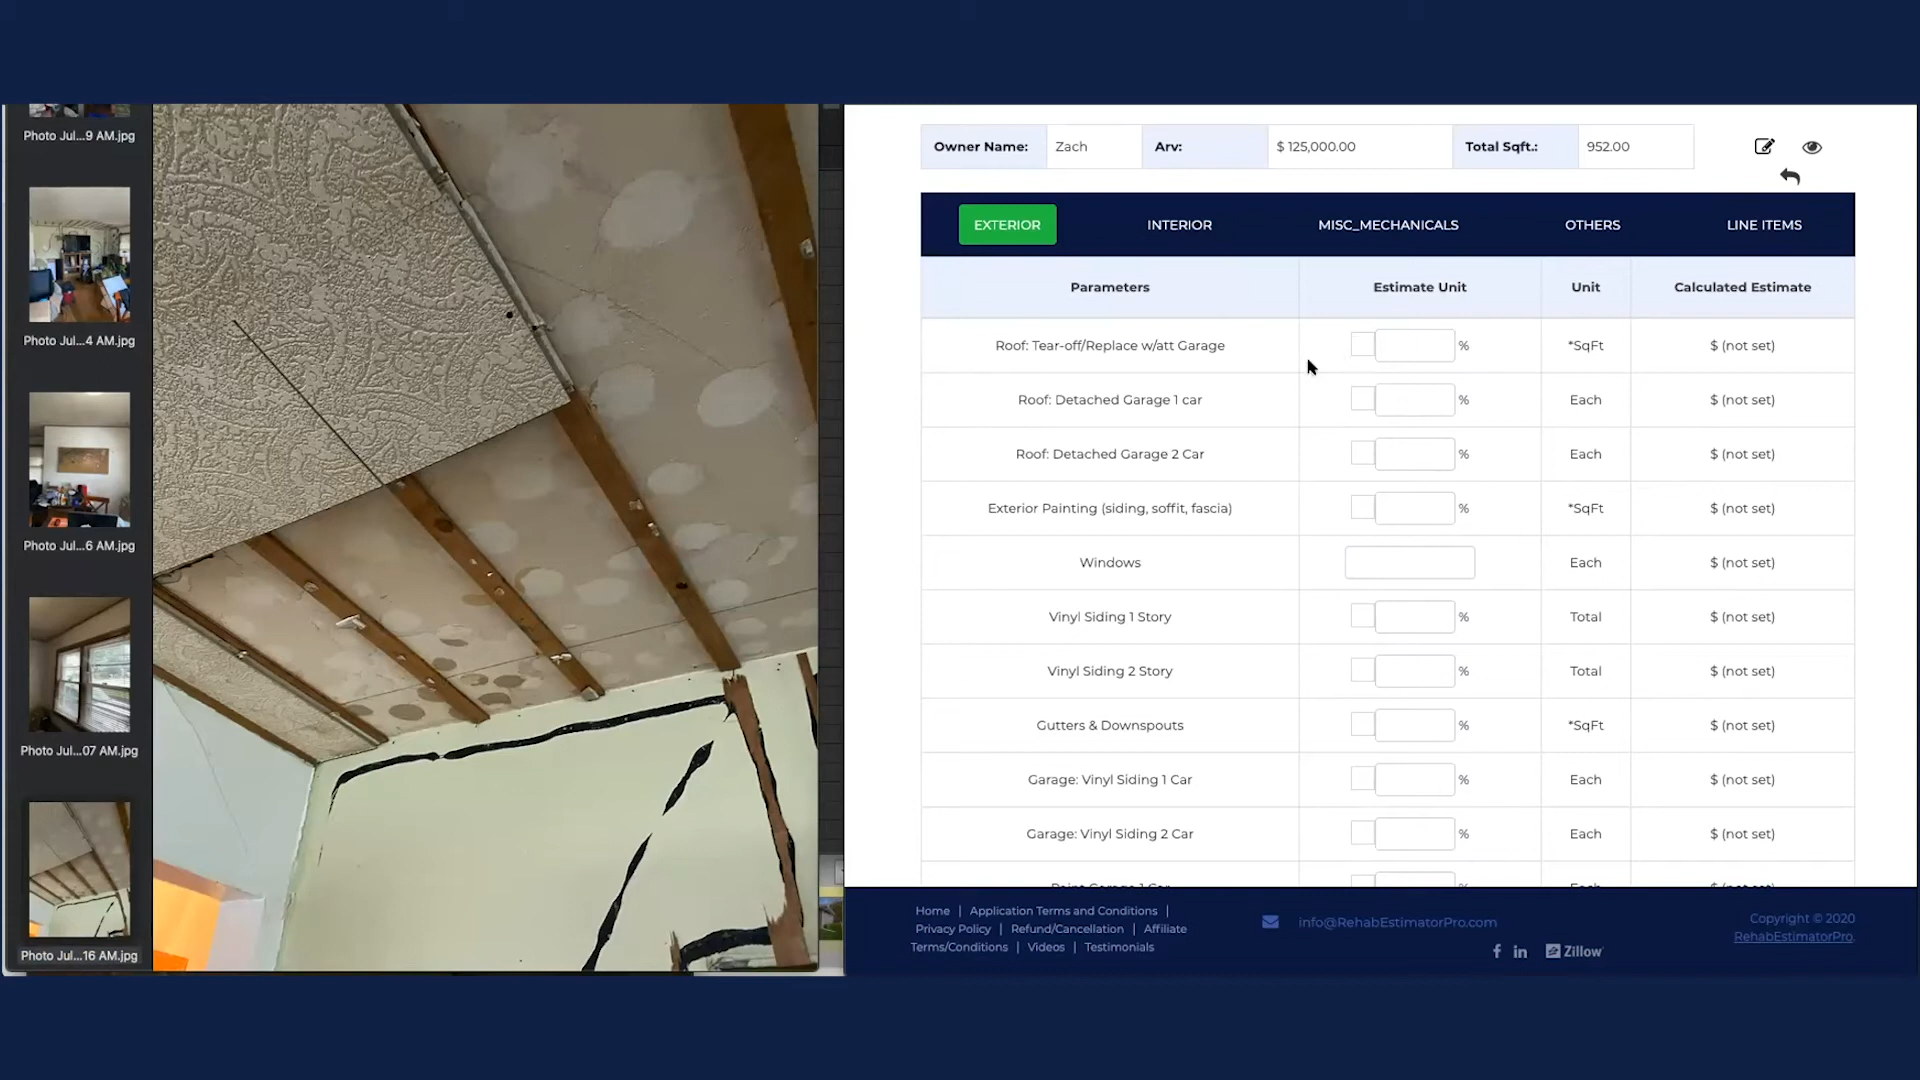 Photo Jul...9 AM.jpg
Photo Jul...4 AM.jpg
Photo Jul...6 AM.jpg
Photo Jul...07 AM.jpg
Photo Jul...16 AM.jpg
Owner Name: Zach Arv: $ 125,000.00 Total Sqft.: 952.00
EXTERIOR INTERIOR MISC_MECHANICALS OTHERS LINE ITEMS
Parameters Estimate Unit Unit Calculated Estimate
Roof: Tear-off/Replace w/att Garage % *SqFt $ (not set)
Roof: Detached Garage 1 car % Each $ (not set)
Roof: Detached Garage 2 Car % Each $ (not set)
Exterior Painting (siding, soffit, fascia) % *SqFt $ (not set)
Windows Each $ (not set)
Vinyl Siding 1 Story % Total $ (not set)
Vinyl Siding 2 Story % Total $ (not set)
Gutters & Downspouts % *SqFt $ (not set)
Garage: Vinyl Siding 1 Car % Each $ (not set)
Garage: Vinyl Siding 2 Car % Each $ (not set)
Home | Application Terms and Conditions |
Privacy Policy | Refund/Cancellation | Affiliate
Terms/Conditions | Videos | Testimonials
info@RehabEstimatorPro.com
Zillow
Copyright © 2020
RehabEstimatorPro.